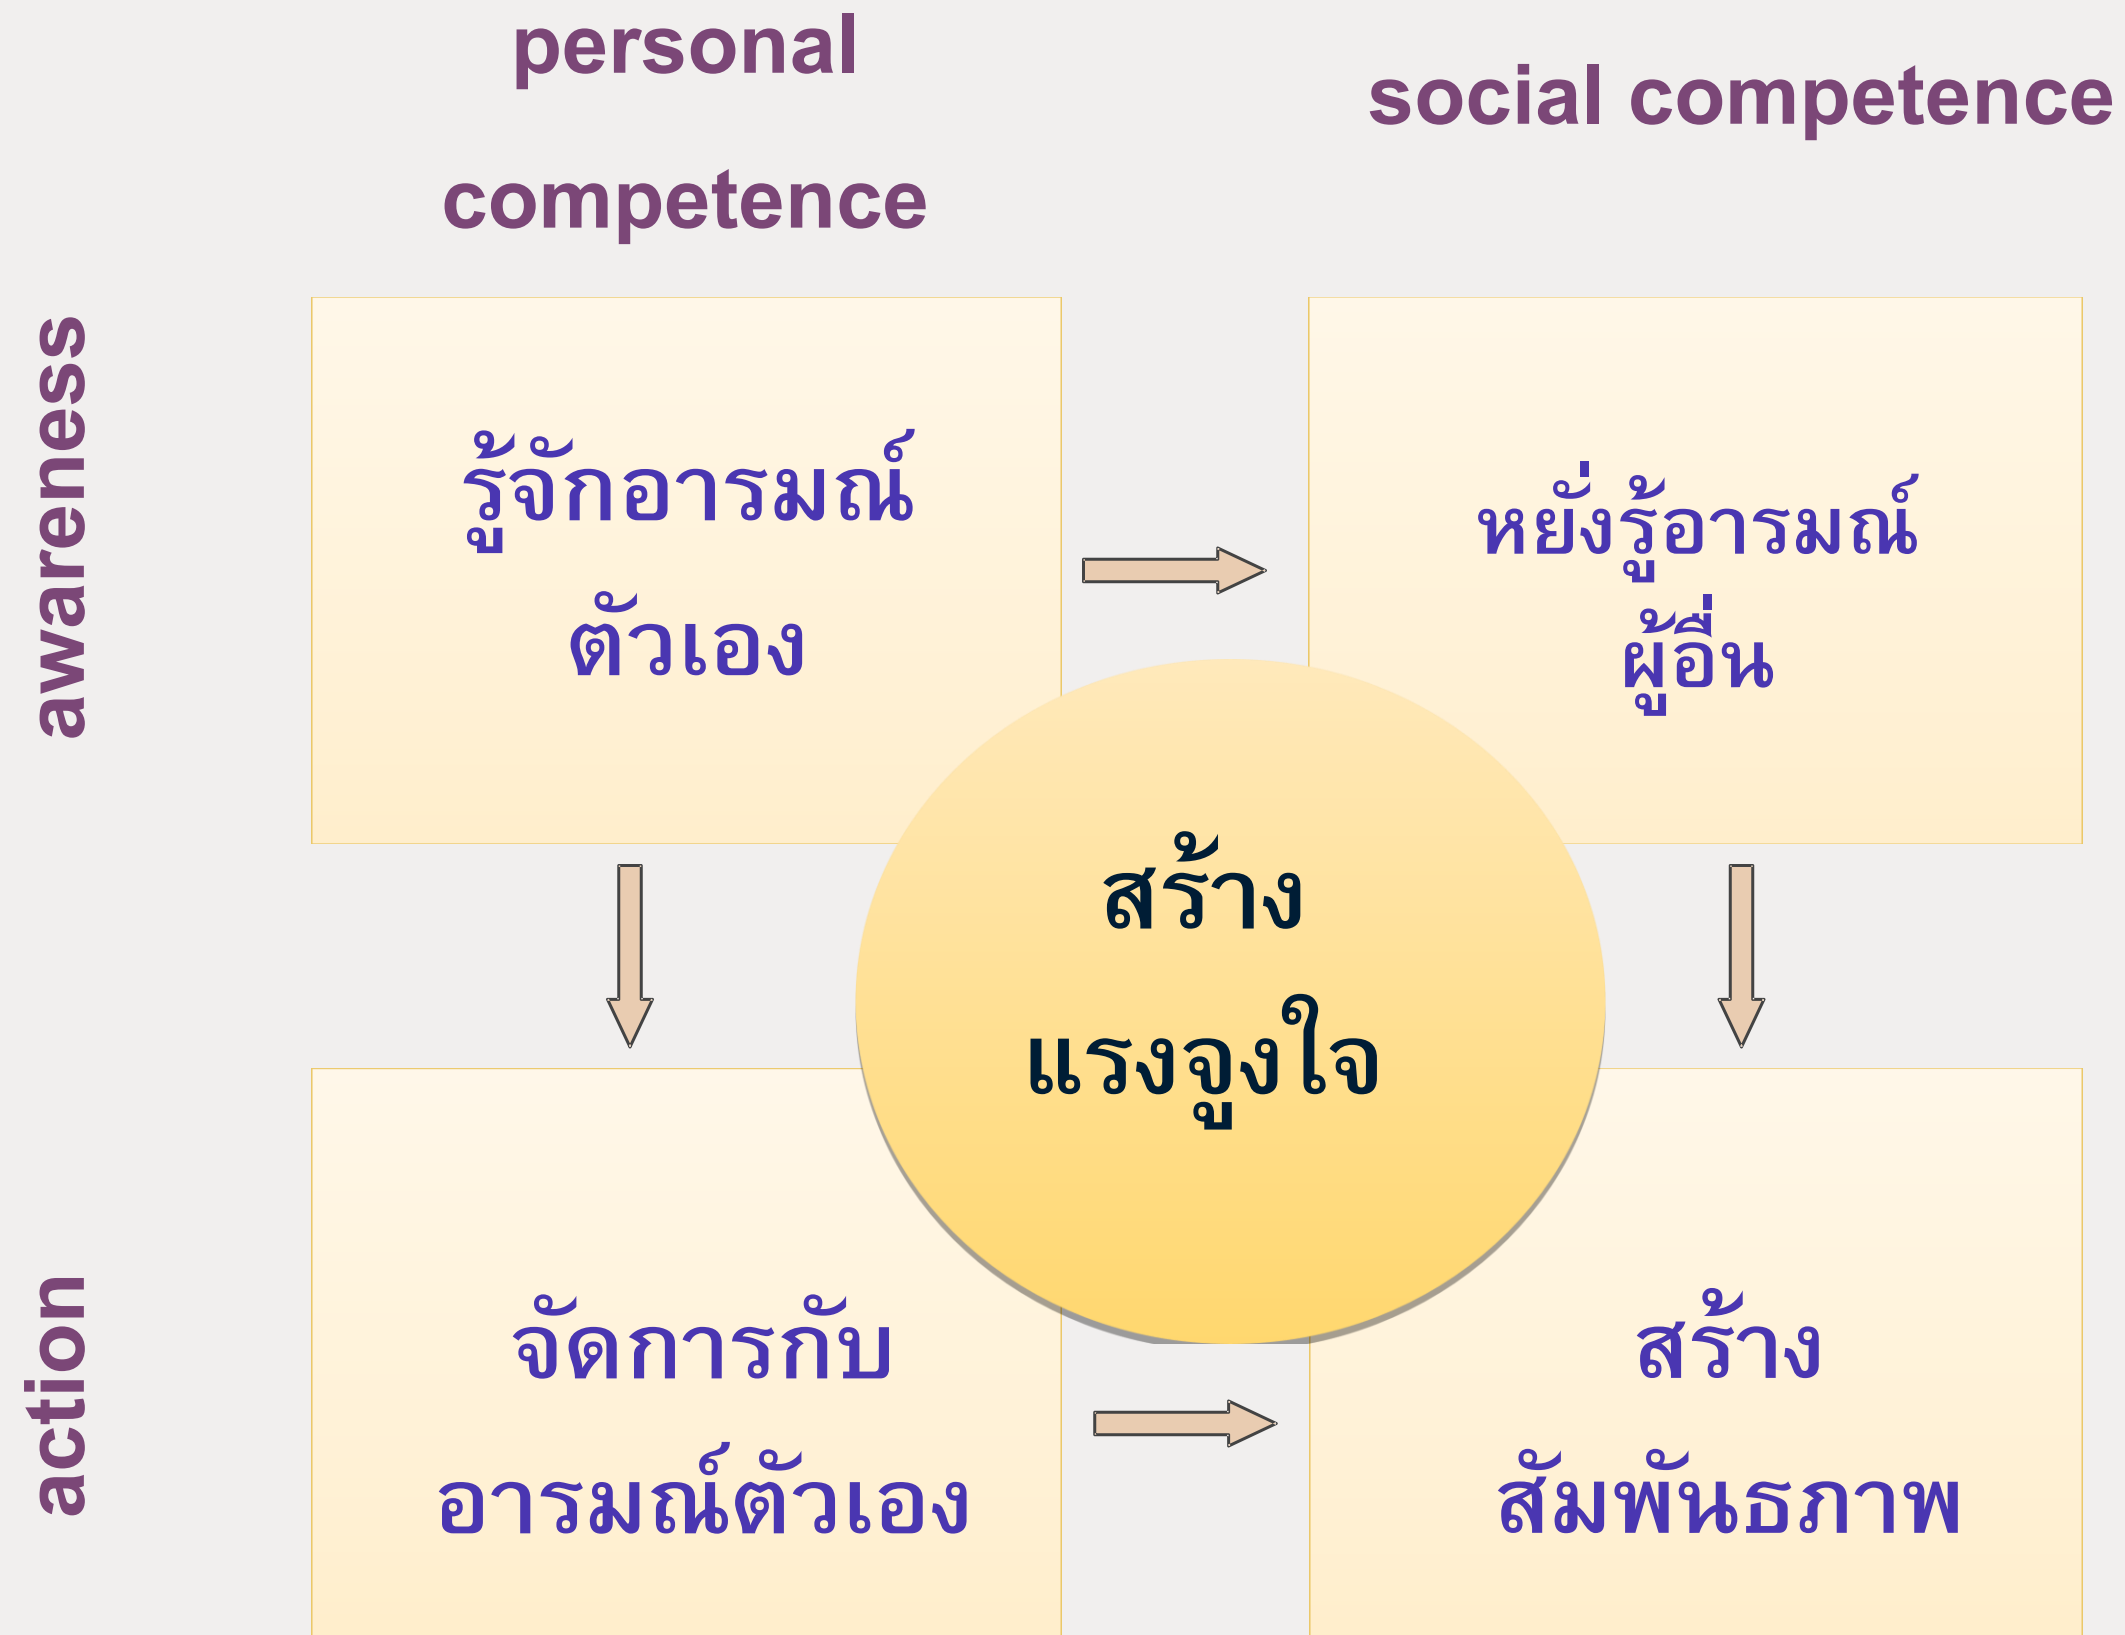 personal
competence
social competence
awareness
รู้จักอารมณ์
ตัวเอง
หยั่งรู้อารมณ์
ผู้อื่น
สร้าง
แรงจูงใจ
action
จัดการกับ
อารมณ์ตัวเอง
สร้าง
สัมพันธภาพ